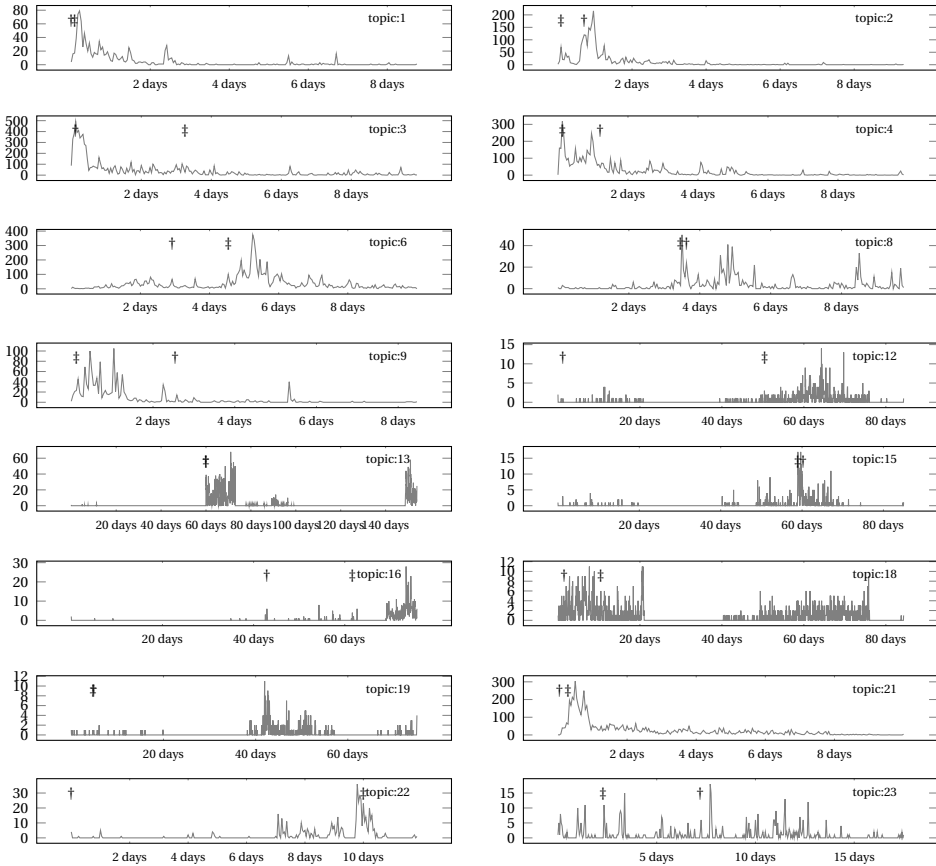 80
60
40
20
0
† ‡
topic:1
2 days 4 days 6 days 8 days
200
150
100
50
0
‡ †
topic:2
2 days 4 days 6 days 8 days
500
400
300
200
100
0
† ‡
topic:3
2 days 4 days 6 days 8 days
300
200
100
0
‡ †
topic:4
2 days 4 days 6 days 8 days
400
300
200
100
0
† ‡
topic:6
2 days 4 days 6 days 8 days
40
20
0
‡ †
topic:8
2 days 4 days 6 days 8 days
100
80
60
40
20
0
‡ †
topic:9
2 days 4 days 6 days 8 days
15
10
5
0
† ‡
topic:12
20 days 40 days 60 days 80 days
60
40
20
0
‡
topic:13
20 days 40 days 60 days 80 days 100 days 120 days 140 days
15
10
5
0
‡ †
topic:15
20 days 40 days 60 days 80 days
30
20
10
0
† ‡
topic:16
20 days 40 days 60 days
12
10
8
6
4
2
0
† ‡
topic:18
20 days 40 days 60 days 80 days
12
10
8
6
4
2
0
‡
topic:19
20 days 40 days 60 days
300
200
100
0
† ‡
topic:21
2 days 4 days 6 days 8 days
30
20
10
0
† ‡
topic:22
2 days 4 days 6 days 8 days 10 days
15
10
5
0
‡ †
topic:23
5 days 10 days 15 days